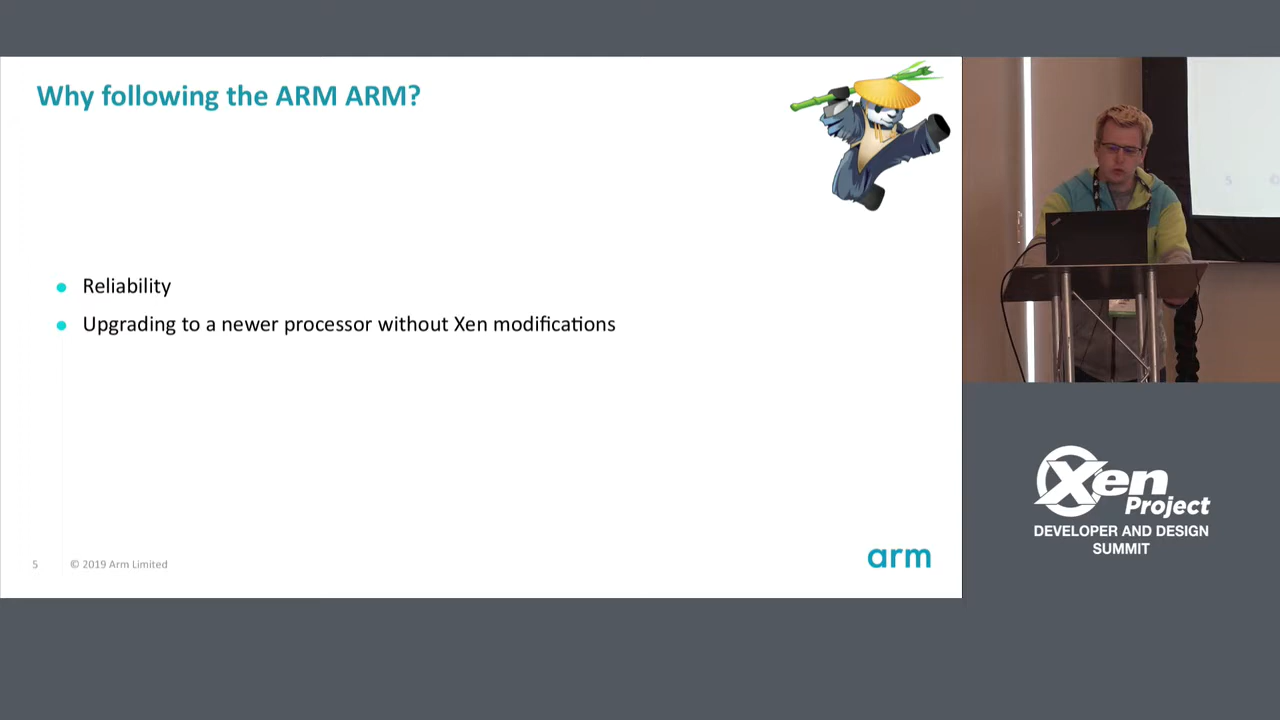 Why following the ARM ARM?
Reliability
Upgrading to a newer processor without Xen modifications
5
© 2019 Arm Limited
arm
Xen
Project
DEVELOPER AND DESIGN
SUMMIT